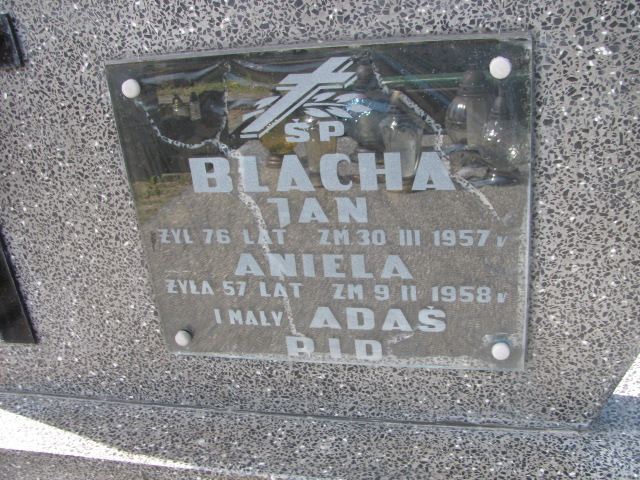 ŚP
BLACHA
JAN
ŻYŁ 76 LAT ZM 30 III 1957 r
ANIELA
ŻYŁA 57 LAT ZM 9 II 1958 r
I MAŁY ADAŚ
P.I.D